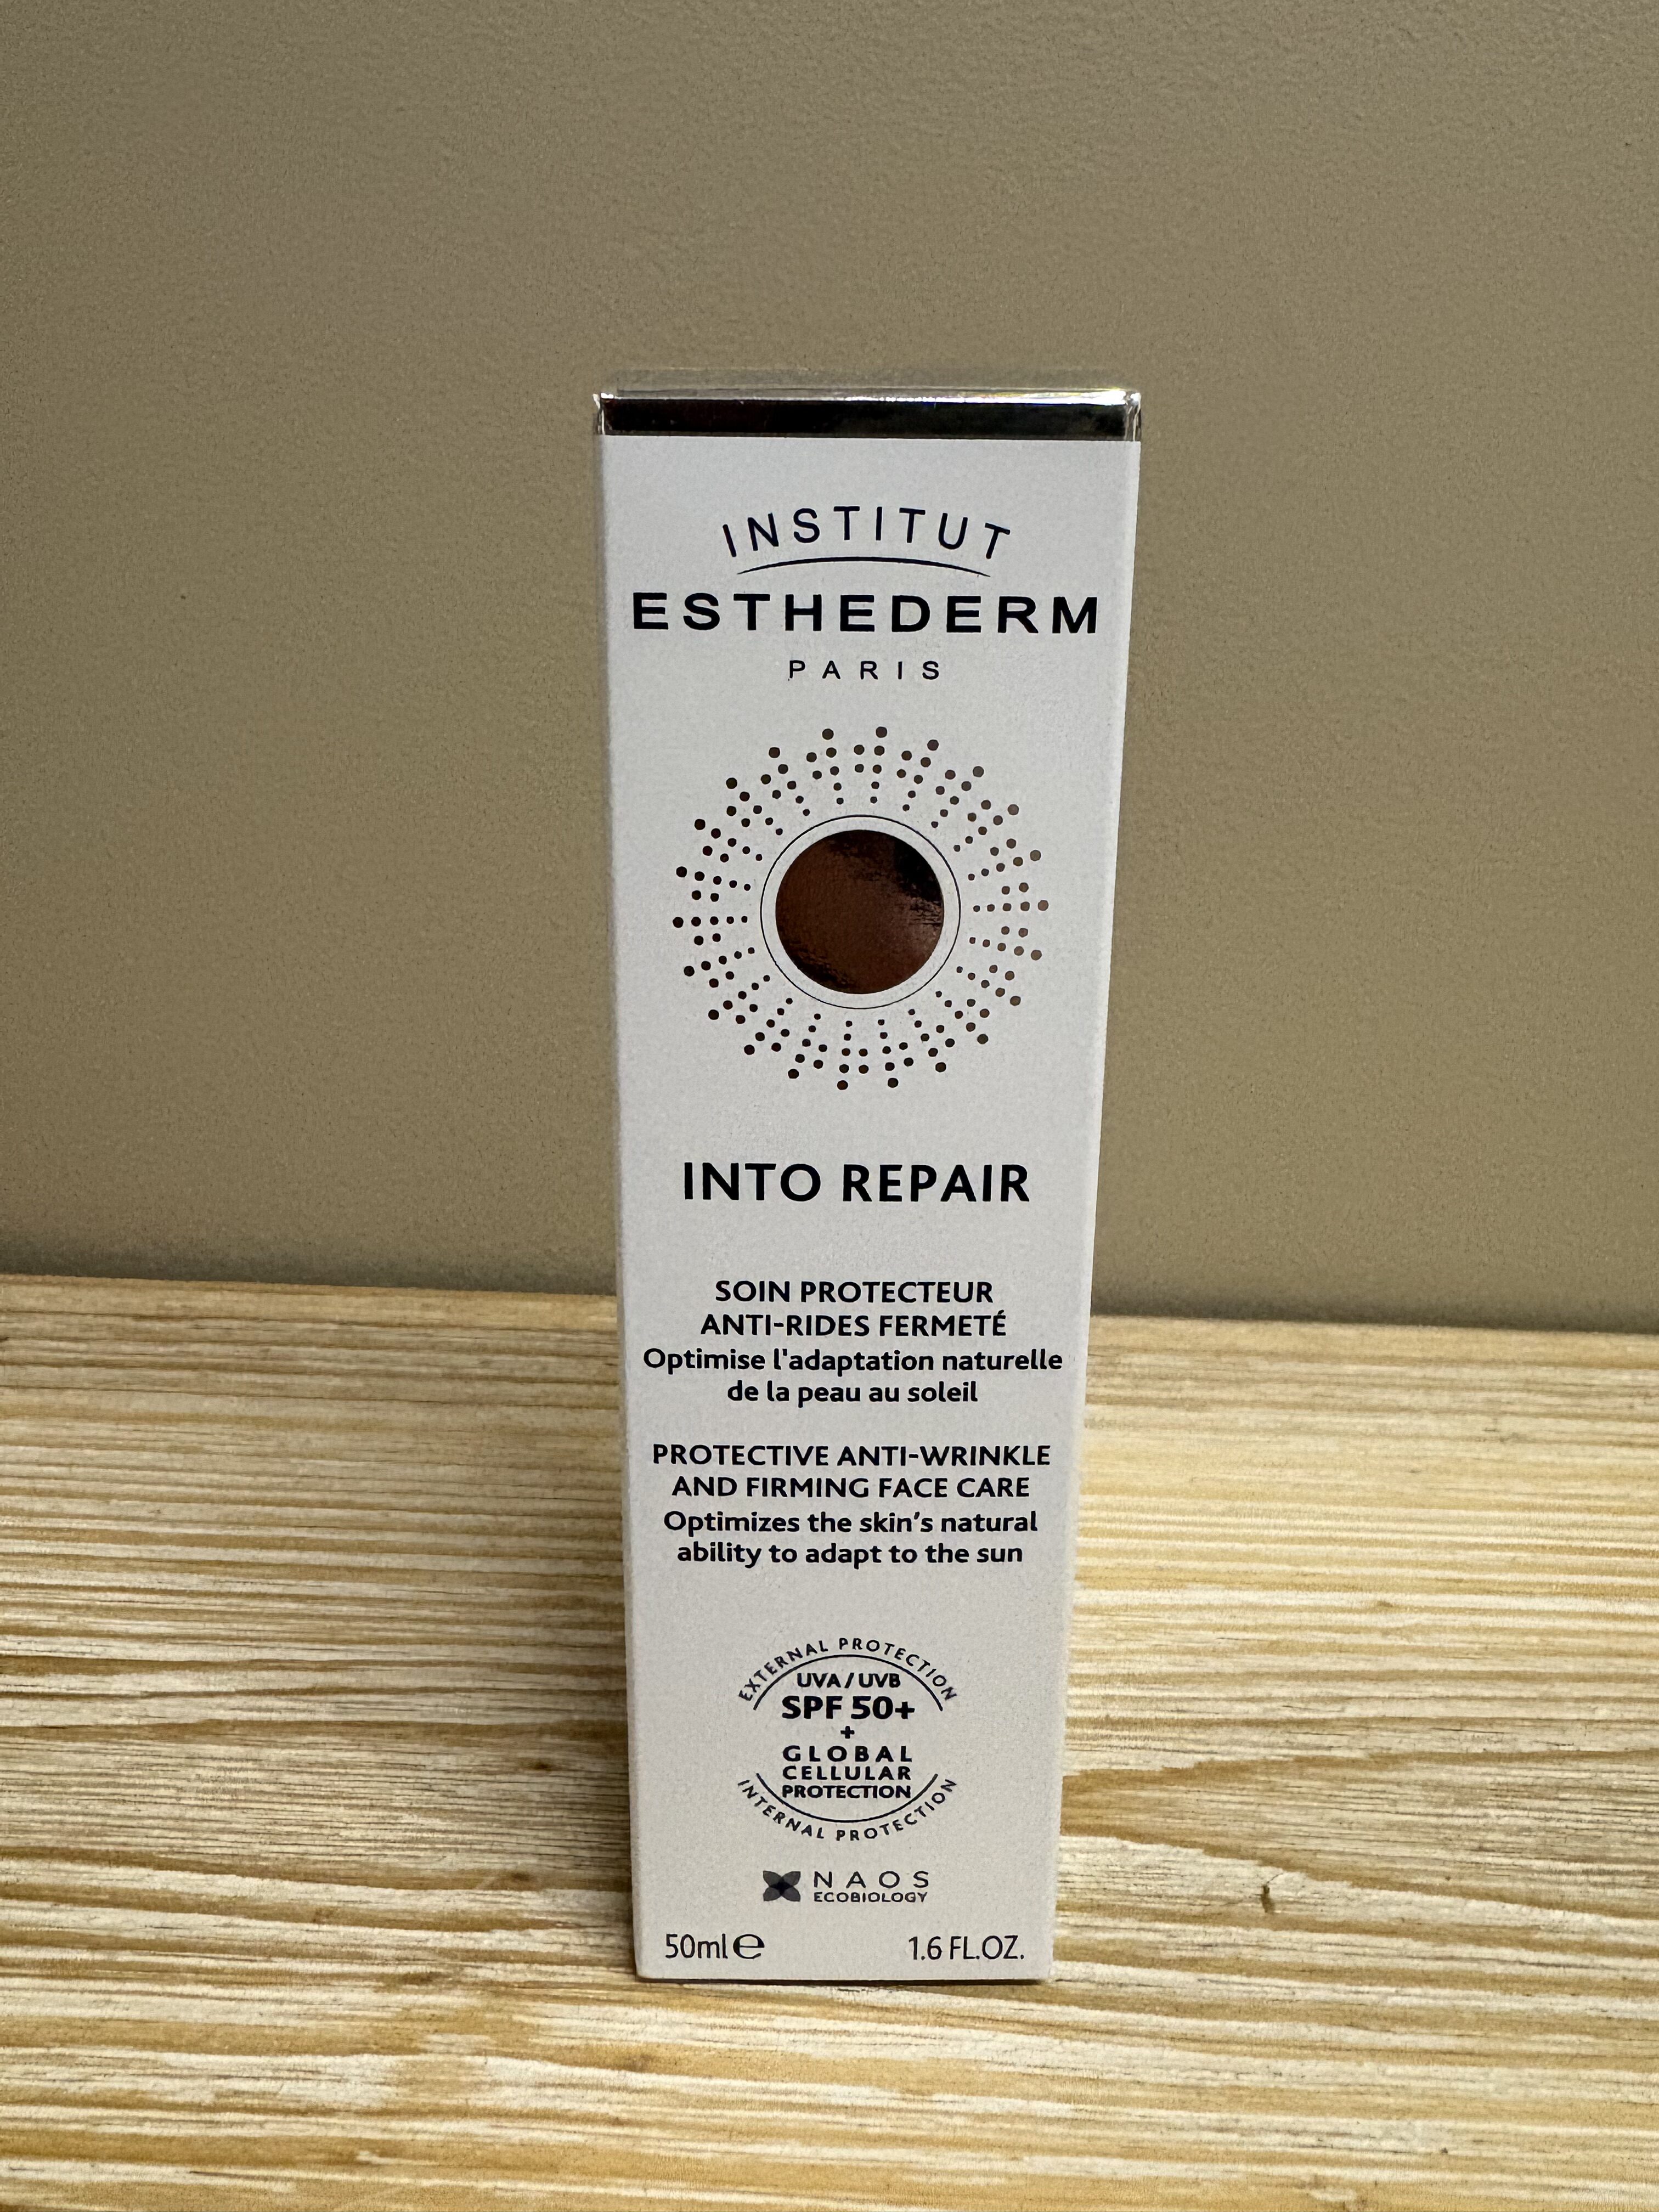 INSTITUT
ESTHEDERM
PARIS
INTO REPAIR
SOIN PROTECTEUR
ANTI-RIDES FERMETÉ
Optimise l'adaptation naturelle
de la peau au soleil
PROTECTIVE ANTI-WRINKLE
AND FIRMING FACE CARE
Optimizes the skin’s natural
ability to adapt to the sun
EXTERNAL PROTECTION
UVA/UVB
SPF 50+
+
GLOBAL
CELLULAR
PROTECTION
INTERNAL PROTECTION
NAOS
ECOBIOLOGY
50ml℮ 1.6 FL.OZ.